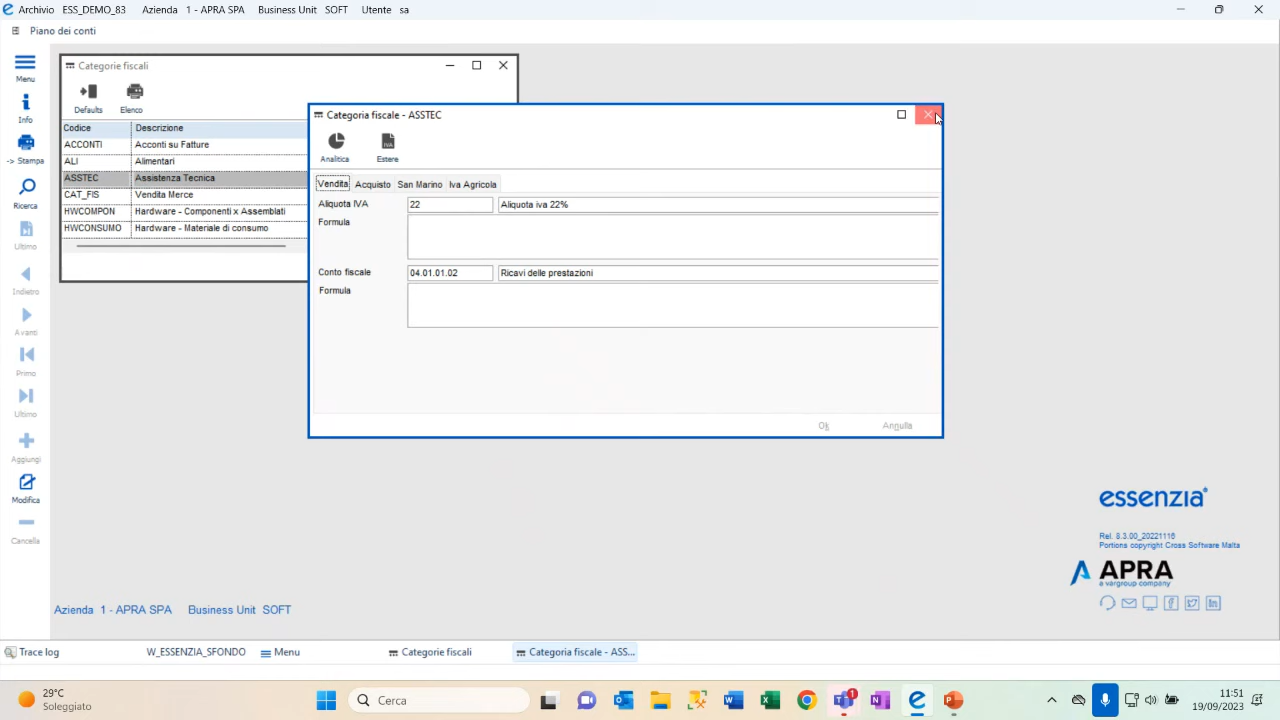 Archivo ESS_DEMO_83 Azienda 1 - APRA SPA Business Unit SOFT Utente sa
Piano dei conti
Menu
Info
-> Stampa
Ricerca
Ultimo
Indietro
Avanti
Primo
Ultimo
Aggiungi
Modifica
Cancella
Categorie fiscali
Defaults Elenco
Codice Descrizione
ACCONTI Acconti su Fatture
ALI Alimentari
ASSTEC Assistenza Tecnica
CAT_FIS Vendita Merce
HWCOMPON Hardware - Componenti x Assemblati
HWCONSUMO Hardware - Materiale di consumo
Categoria fiscale - ASSTEC
IVA
Analitica Estere
Vendita Acquisto San Marino Iva Agricola
Aliquota IVA 22 Aliquota iva 22%
Formula
Conto fiscale 04.01.01.02 Ricavi delle prestazioni
Formula
Ok Annulla
essenzia
Rel. 8.3.00_20221116
Portions copyright Cross Software Malta
APRA
a vargroup company
Azienda 1 - APRA SPA Business Unit SOFT
Trace log W_ESSENZIA_SFONDO Menu Categorie fiscali Categoria fiscale - ASS...
29°C
Soleggiato
Cerca
1
11:51
19/09/2023